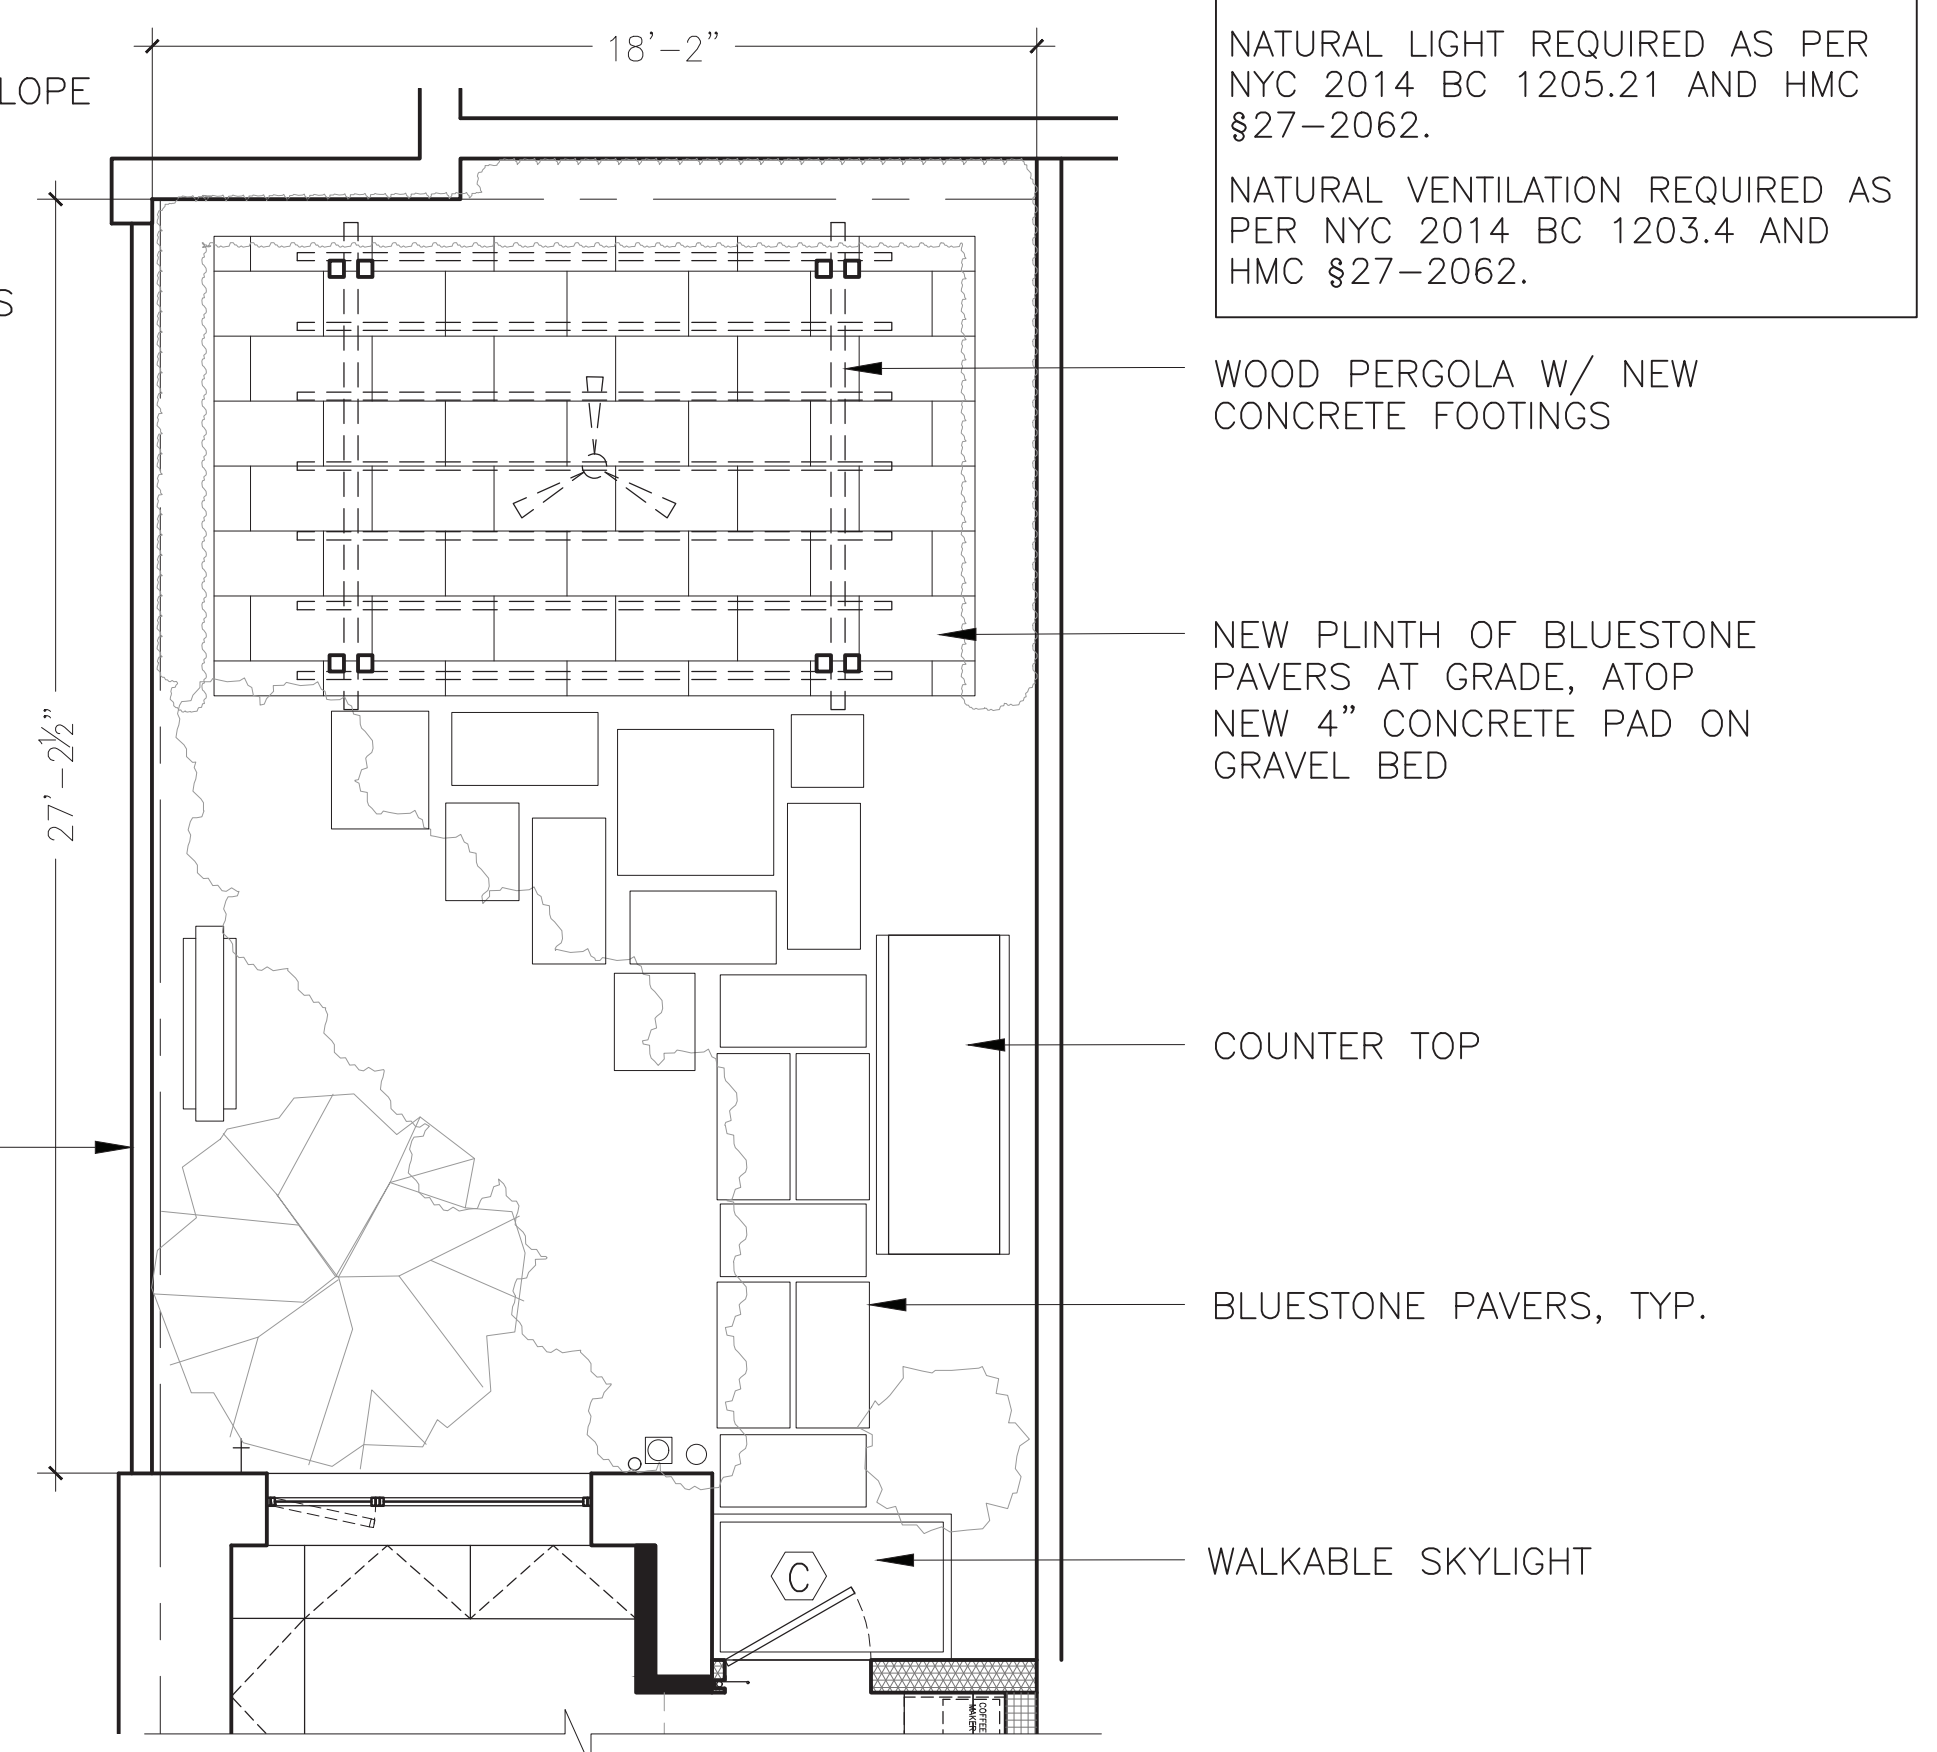 18'-2"
LOPE
S
27'-2½"
NATURAL LIGHT REQUIRED AS PER
NYC 2014 BC 1205.21 AND HMC
§27-2062.
NATURAL VENTILATION REQUIRED AS
PER NYC 2014 BC 1203.4 AND
HMC §27-2062.
WOOD PERGOLA W/ NEW
CONCRETE FOOTINGS
NEW PLINTH OF BLUESTONE
PAVERS AT GRADE, ATOP
NEW 4" CONCRETE PAD ON
GRAVEL BED
COUNTER TOP
BLUESTONE PAVERS, TYP.
WALKABLE SKYLIGHT
C
COFFEE
MAKER